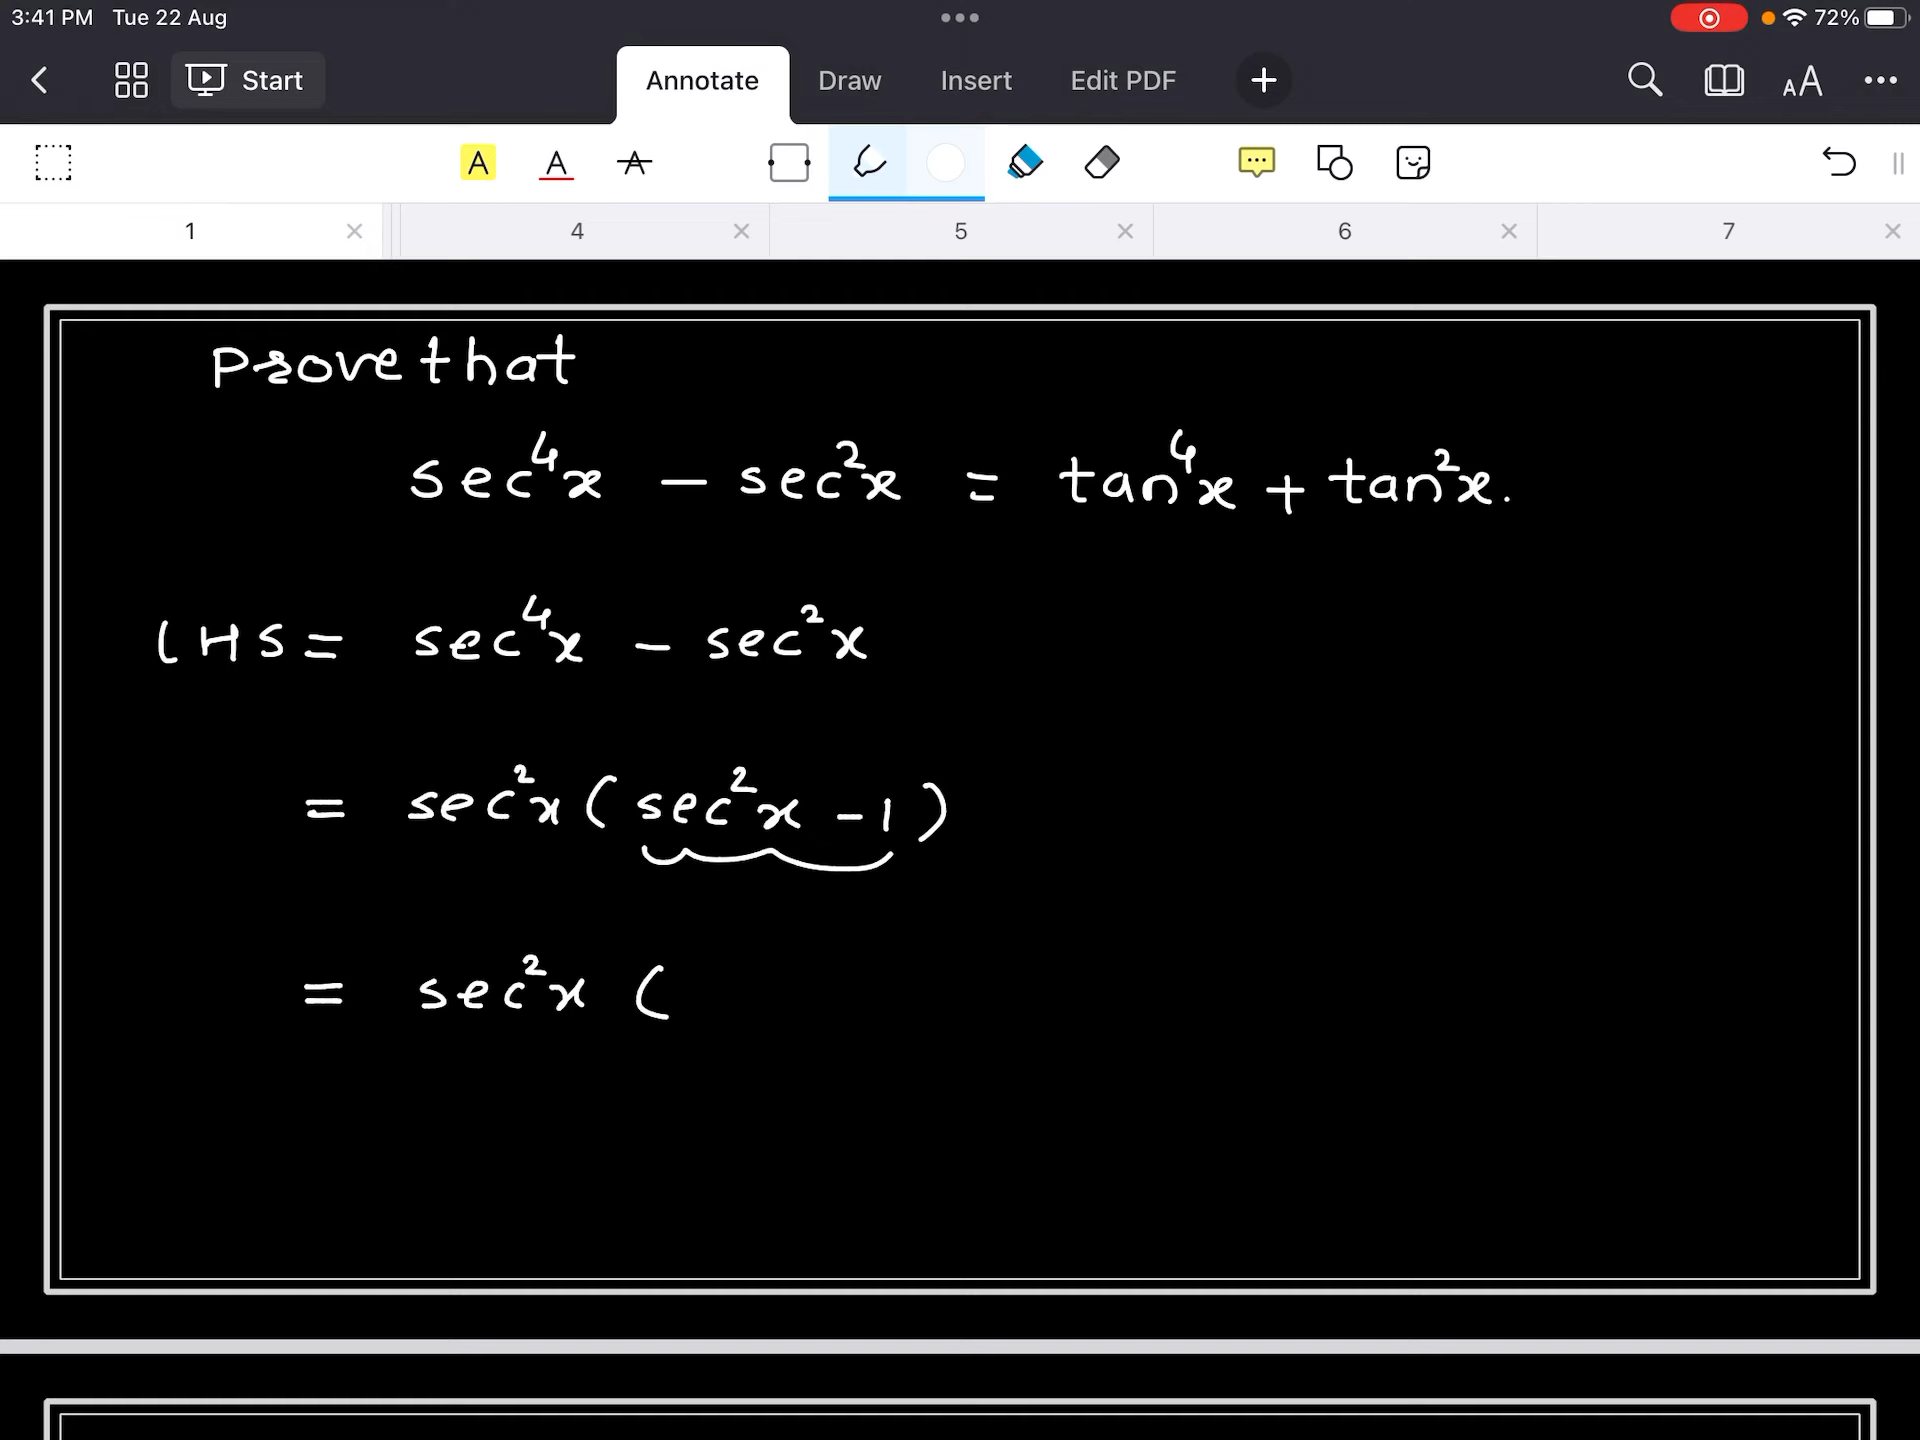 3:41 PM Tue 22 Aug 72%
Start Annotate Draw Insert Edit PDF AA
A A A
1 4 5 6 7
Prove that
sec⁴x − sec²x = tan⁴x + tan²x.
LHS = sec⁴x − sec²x
= sec²x ( sec²x − 1 )
= sec²x (